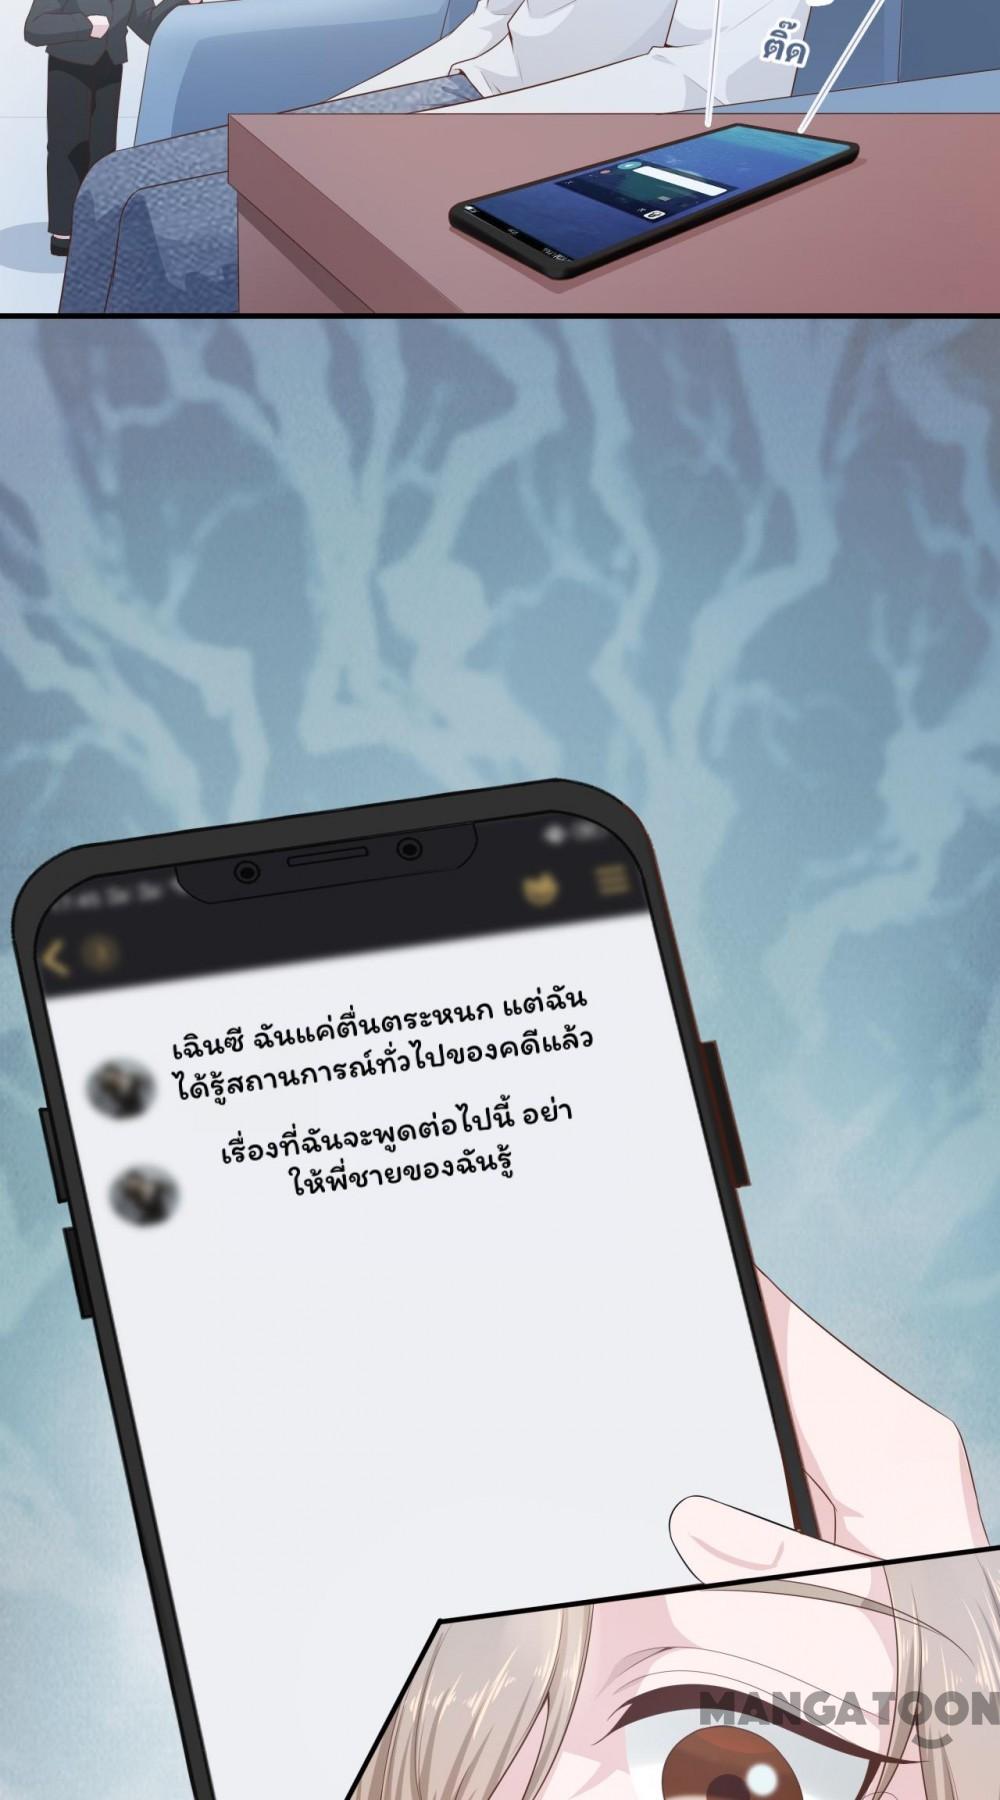 ติ๊ด
เฉินซี ฉันแค่ตื่นตระหนก แต่ฉัน
ได้รู้สถานการณ์ทั่วไปของคดีแล้ว
เรื่องที่ฉันจะพูดต่อไปนี้ อย่า
ให้พี่ชายของฉันรู้
MANGATOON